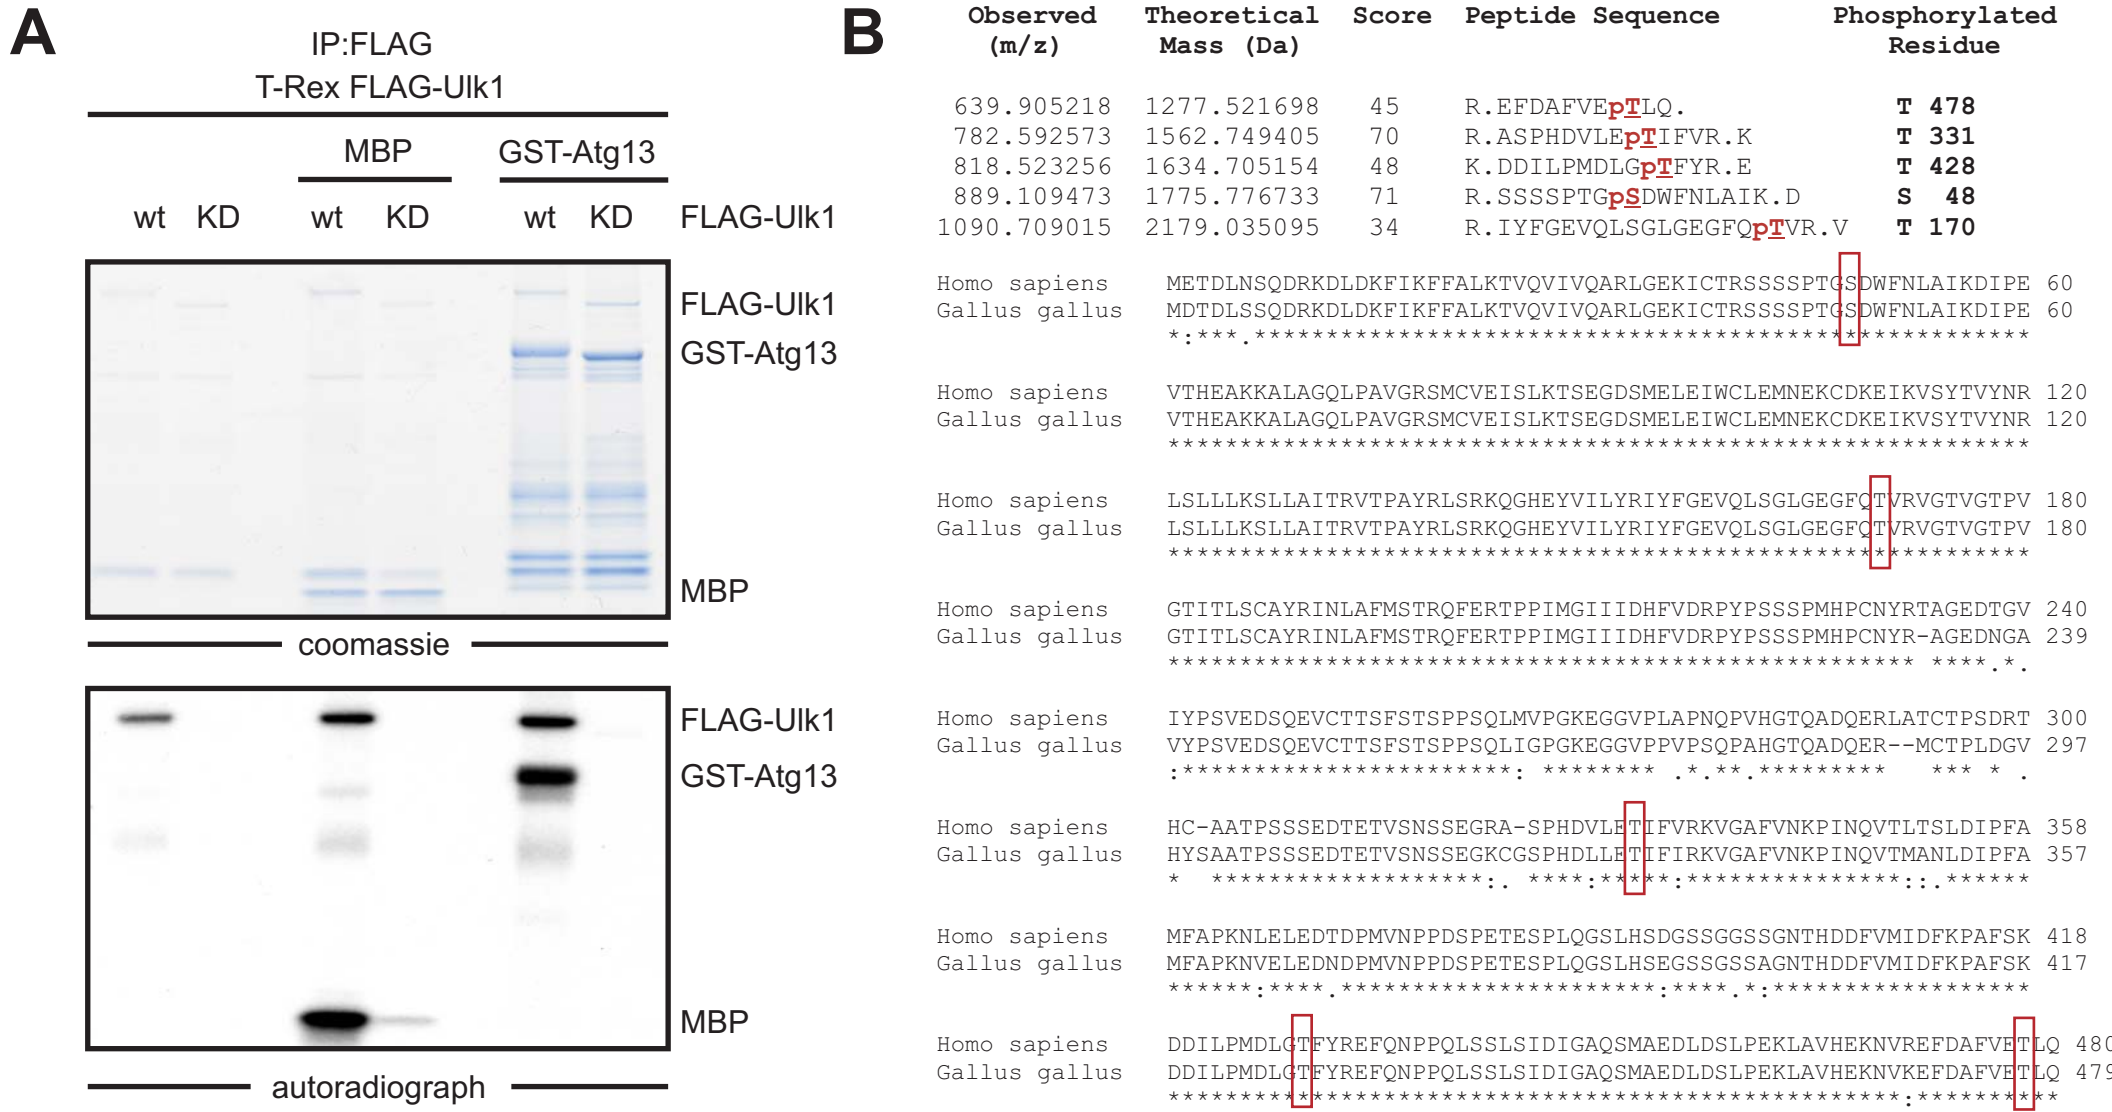 A
IP:FLAG
T-Rex FLAG-Ulk1
MBP GST-Atg13
wt KD wt KD wt KD FLAG-Ulk1
FLAG-Ulk1
GST-Atg13
MBP
coomassie
FLAG-Ulk1
GST-Atg13
MBP
autoradiograph
B
Observed Theoretical Score Peptide Sequence Phosphorylated
(m/z) Mass (Da) Residue
639.905218 1277.521698 45 R.EFDAFVEpTLQ. T 478
782.592573 1562.749405 70 R.ASPHDVLEpTIFVR.K T 331
818.523256 1634.705154 48 K.DDILPMDLGpTFYR.E T 428
889.109473 1775.776733 71 R.SSSSPTGpSDWFNLAIK.D S 48
1090.709015 2179.035095 34 R.IYFGEVQLSGLGEGFQpTVR.V T 170
Homo sapiens METDLNSQDRKDLDKFIKFFALKTVQVIVQARLGEKICTRSSSSPTGSDWFNLAIKDIPE 60
Gallus gallus MDTDLSSQDRKDLDKFIKFFALKTVQVIVQARLGEKICTRSSSSPTGSDWFNLAIKDIPE 60
*:***.******************************************************
Homo sapiens VTHEAKKALAGQLPAVGRSMCVEISLKTSEGDSMELEIWCLEMNEKCDKEIKVSYTVYNR 120
Gallus gallus VTHEAKKALAGQLPAVGRSMCVEISLKTSEGDSMELEIWCLEMNEKCDKEIKVSYTVYNR 120
************************************************************
Homo sapiens LSLLLKSLLAITRVTPAYRLSRKQGHEYVILYRIYFGEVQLSGLGEGFQTVRVGTVGTPV 180
Gallus gallus LSLLLKSLLAITRVTPAYRLSRKQGHEYVILYRIYFGEVQLSGLGEGFQTVRVGTVGTPV 180
************************************************************
Homo sapiens GTITLSCAYRINLAFMSTRQFERTPPIMGIIIDHFVDRPYPSSSPMHPCNYRTAGEDTGV 240
Gallus gallus GTITLSCAYRINLAFMSTRQFERTPPIMGIIIDHFVDRPYPSSSPMHPCNYR-AGEDNGA 239
**************************************************** ****.*.
Homo sapiens IYPSVEDSQEVCTTSFSTSPPSQLMVPGKEGGVPLAPNQPVHGTQADQERLATCTPSDRT 300
Gallus gallus VYPSVEDSQEVCTTSFSTSPPSQLIGPGKEGGVPPVPSQPAHGTQADQER--MCTPLDGV 297
:***********************: ******** .*.**.*********   *** * .
Homo sapiens HC-AATPSSSEDTETVSNSSEGRA-SPHDVLETIFVRKVGAFVNKPINQVTLTSLDIPFA 358
Gallus gallus HYSAATPSSSEDTETVSNSSEGKCGSPHDLLETIFIRKVGAFVNKPINQVTMANLDIPFA 357
*  *******************:. ****:*****:***************::.******
Homo sapiens MFAPKNLELEDTDPMVNPPDSPETESPLQGSLHSDGSSGGSSGNTHDDFVMIDFKPAFSK 418
Gallus gallus MFAPKNVELEDNDPMVNPPDSPETESPLQGSLHSEGSSGSSAGNTHDDFVMIDFKPAFSK 417
******:****.**********************:****.*:******************
Homo sapiens DDILPMDLGTFYREFQNPPQLSSLSIDIGAQSMAEDLDSLPEKLAVHEKNVREFDAFVETLQ 480
Gallus gallus DDILPMDLGTFYREFQNPPQLSSLSIDIGAQSMAEDLDSLPEKLAVHEKNVKEFDAFVETLQ 479
***************************************************:**********